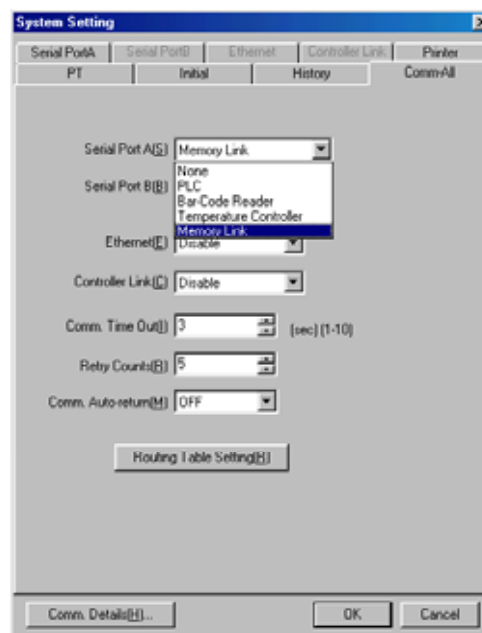 System Setting
Serial PortA Serial PortB Ethernet Controller Link Printer
PT Initial History Comm-All
Serial Port A(S) Memory Link
None
Serial Port B(B) PLC
Bar-Code Reader
Temperature Controller
Memory Link
Ethernet(E) Disable
Controller Link(C) Disable
Comm. Time Out(I) 3 (sec) (1-10)
Retry Counts(R) 5
Comm. Auto-return(M) OFF
Routing Table Setting(R)
Comm. Details(H)... OK Cancel